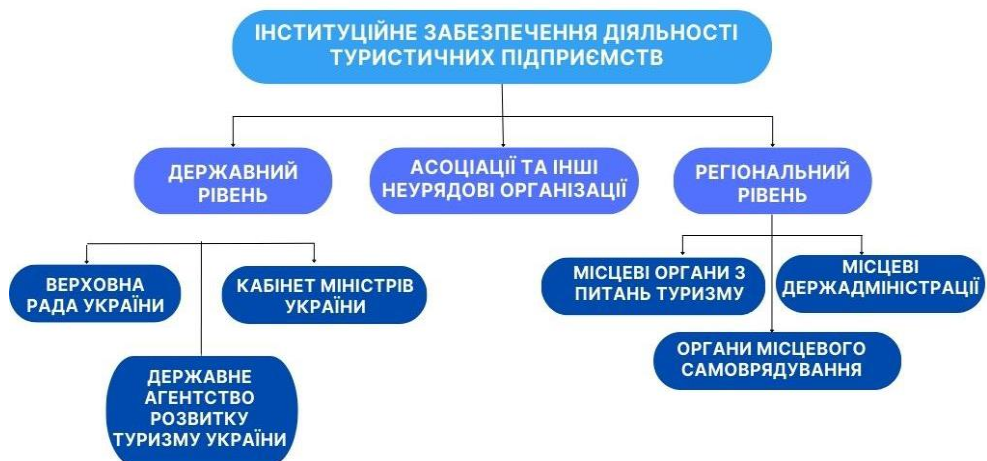 ІНСТИТУЦІЙНЕ ЗАБЕЗПЕЧЕННЯ ДІЯЛЬНОСТІ
ТУРИСТИЧНИХ ПІДПРИЄМСТВ
ДЕРЖАВНИЙ
РІВЕНЬ
АСОЦІАЦІЇ ТА ІНШІ
НЕУРЯДОВІ ОРГАНІЗАЦІЇ
РЕГІОНАЛЬНИЙ
РІВЕНЬ
ВЕРХОВНА
РАДА УКРАЇНИ
КАБІНЕТ МІНІСТРІВ
УКРАЇНИ
МІСЦЕВІ ОРГАНИ З
ПИТАНЬ ТУРИЗМУ
МІСЦЕВІ
ДЕРЖАДМІНІСТРАЦІЇ
ДЕРЖАВНЕ
АГЕНТСТВО
РОЗВИТКУ
ТУРИЗМУ УКРАЇНИ
ОРГАНИ МІСЦЕВОГО
САМОВРЯДУВАННЯ